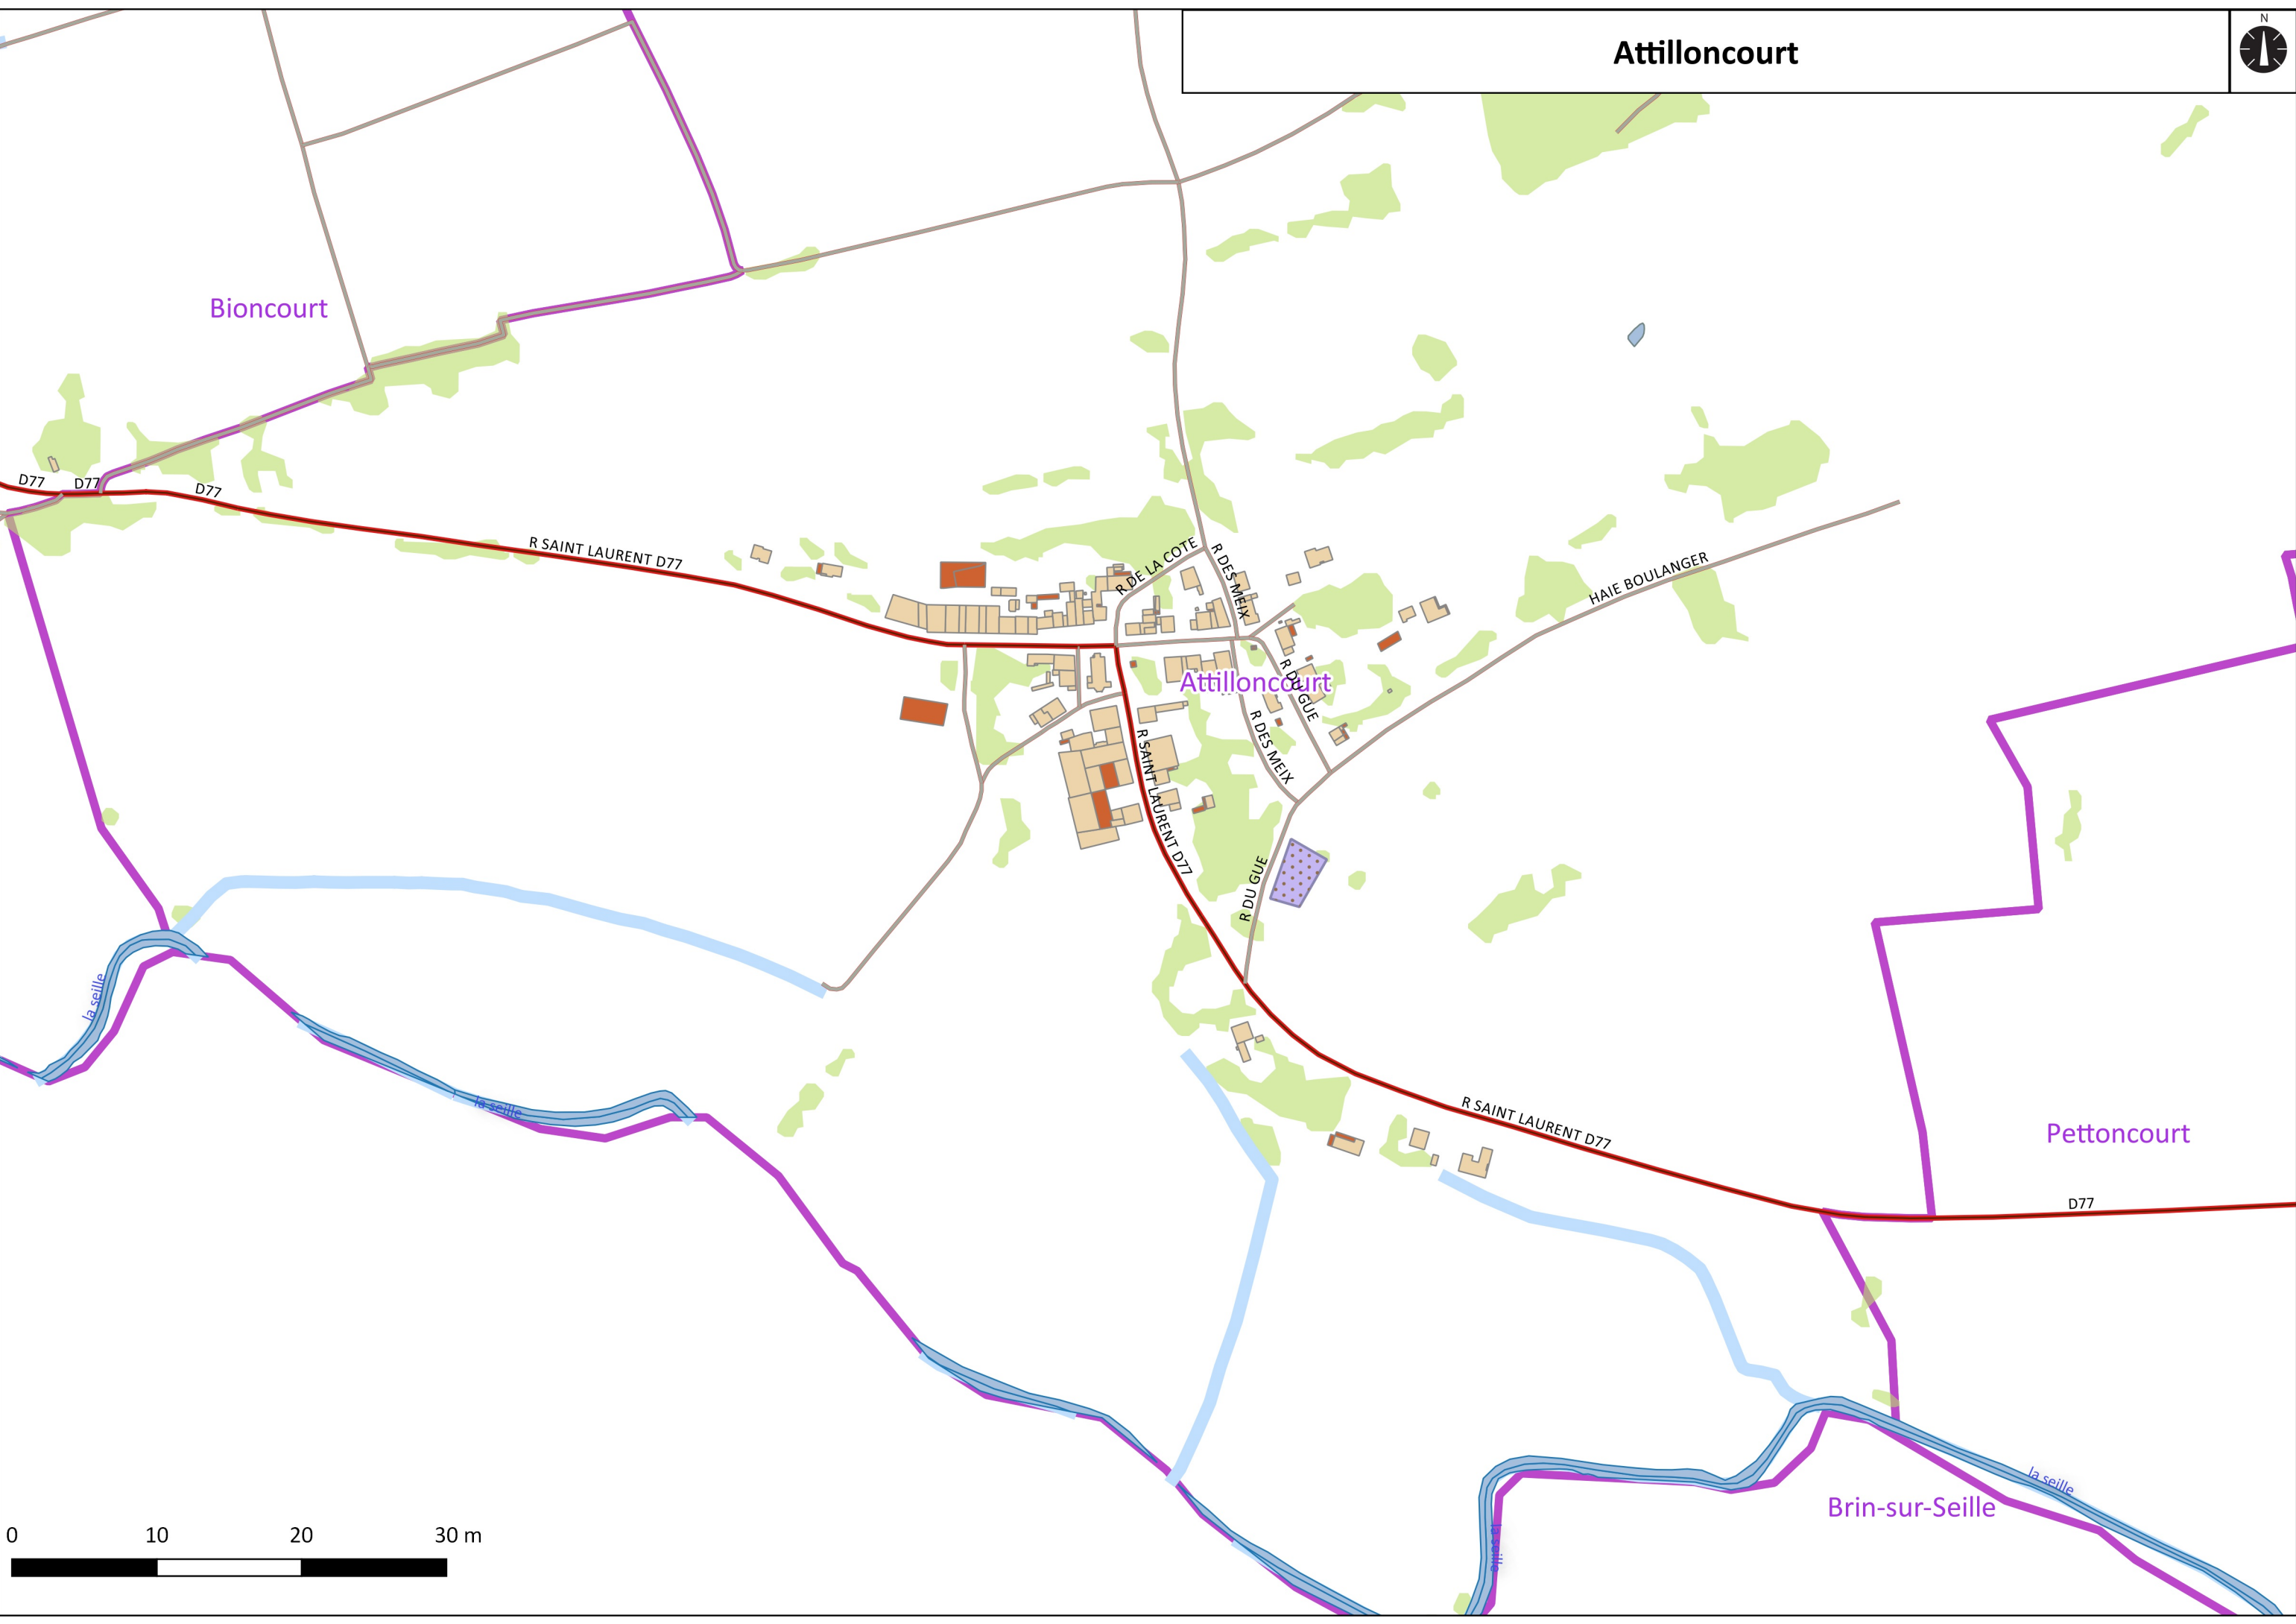 Attilloncourt
N
Bioncourt
D77
D77
D77
R SAINT LAURENT D77
R DE LA COTE
R DES MEIX
HAIE BOULANGER
Attilloncourt
R DU GUE
R DES MEIX
R SAINT LAURENT D77
R DU GUE
la seille
la seille
R SAINT LAURENT D77
Pettoncourt
D77
la seille
Brin-sur-Seille
la seille
0 10 20 30 m